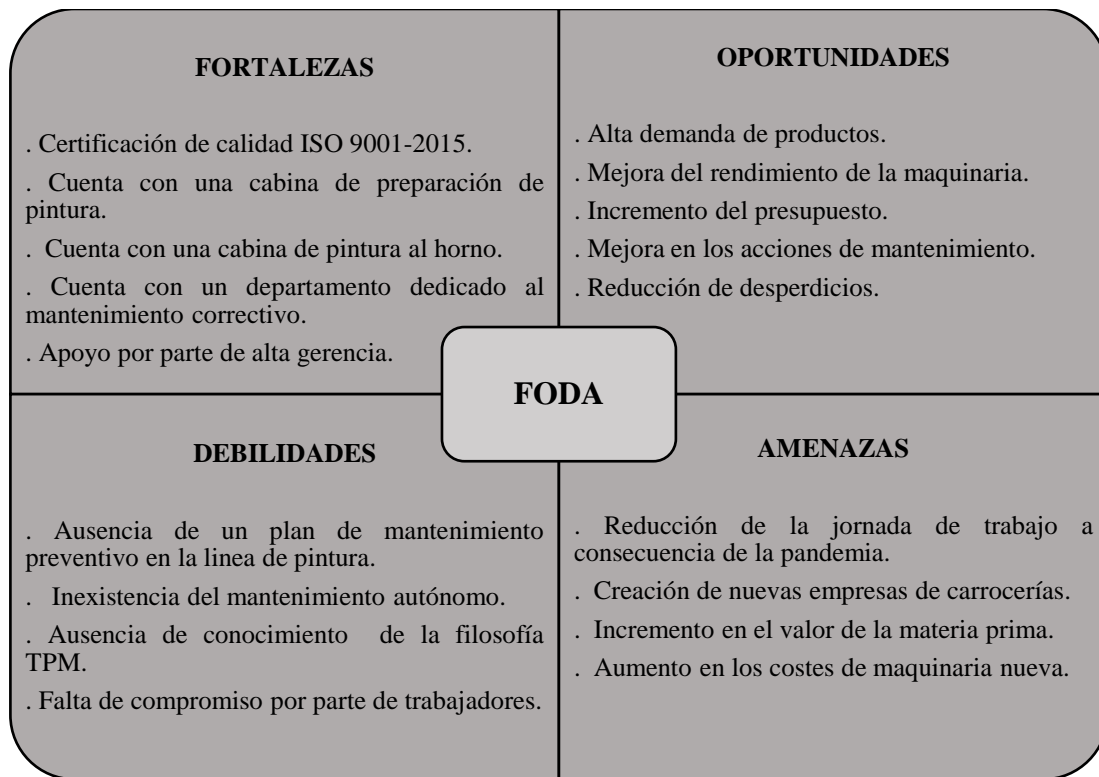 FORTALEZAS
. Certificación de calidad ISO 9001-2015.
. Cuenta con una cabina de preparación de
pintura.
. Cuenta con una cabina de pintura al horno.
. Cuenta con un departamento dedicado al
mantenimiento correctivo.
. Apoyo por parte de alta gerencia.
OPORTUNIDADES
. Alta demanda de productos.
. Mejora del rendimiento de la maquinaria.
. Incremento del presupuesto.
. Mejora en los acciones de mantenimiento.
. Reducción de desperdicios.
FODA
DEBILIDADES
. Ausencia de un plan de mantenimiento
preventivo en la linea de pintura.
. Inexistencia del mantenimiento autónomo.
. Ausencia de conocimiento de la filosofía
TPM.
. Falta de compromiso por parte de trabajadores.
AMENAZAS
. Reducción de la jornada de trabajo a
consecuencia de la pandemia.
. Creación de nuevas empresas de carrocerías.
. Incremento en el valor de la materia prima.
. Aumento en los costes de maquinaria nueva.